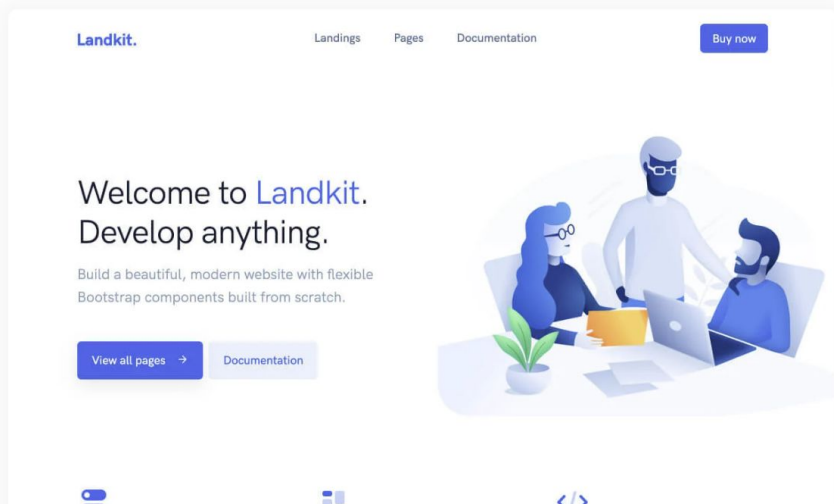 Landkit.
Landings
Pages
Documentation
Buy now
Welcome to Landkit.
Develop anything.
Build a beautiful, modern website with flexible
Bootstrap components built from scratch.
View all pages →
Documentation